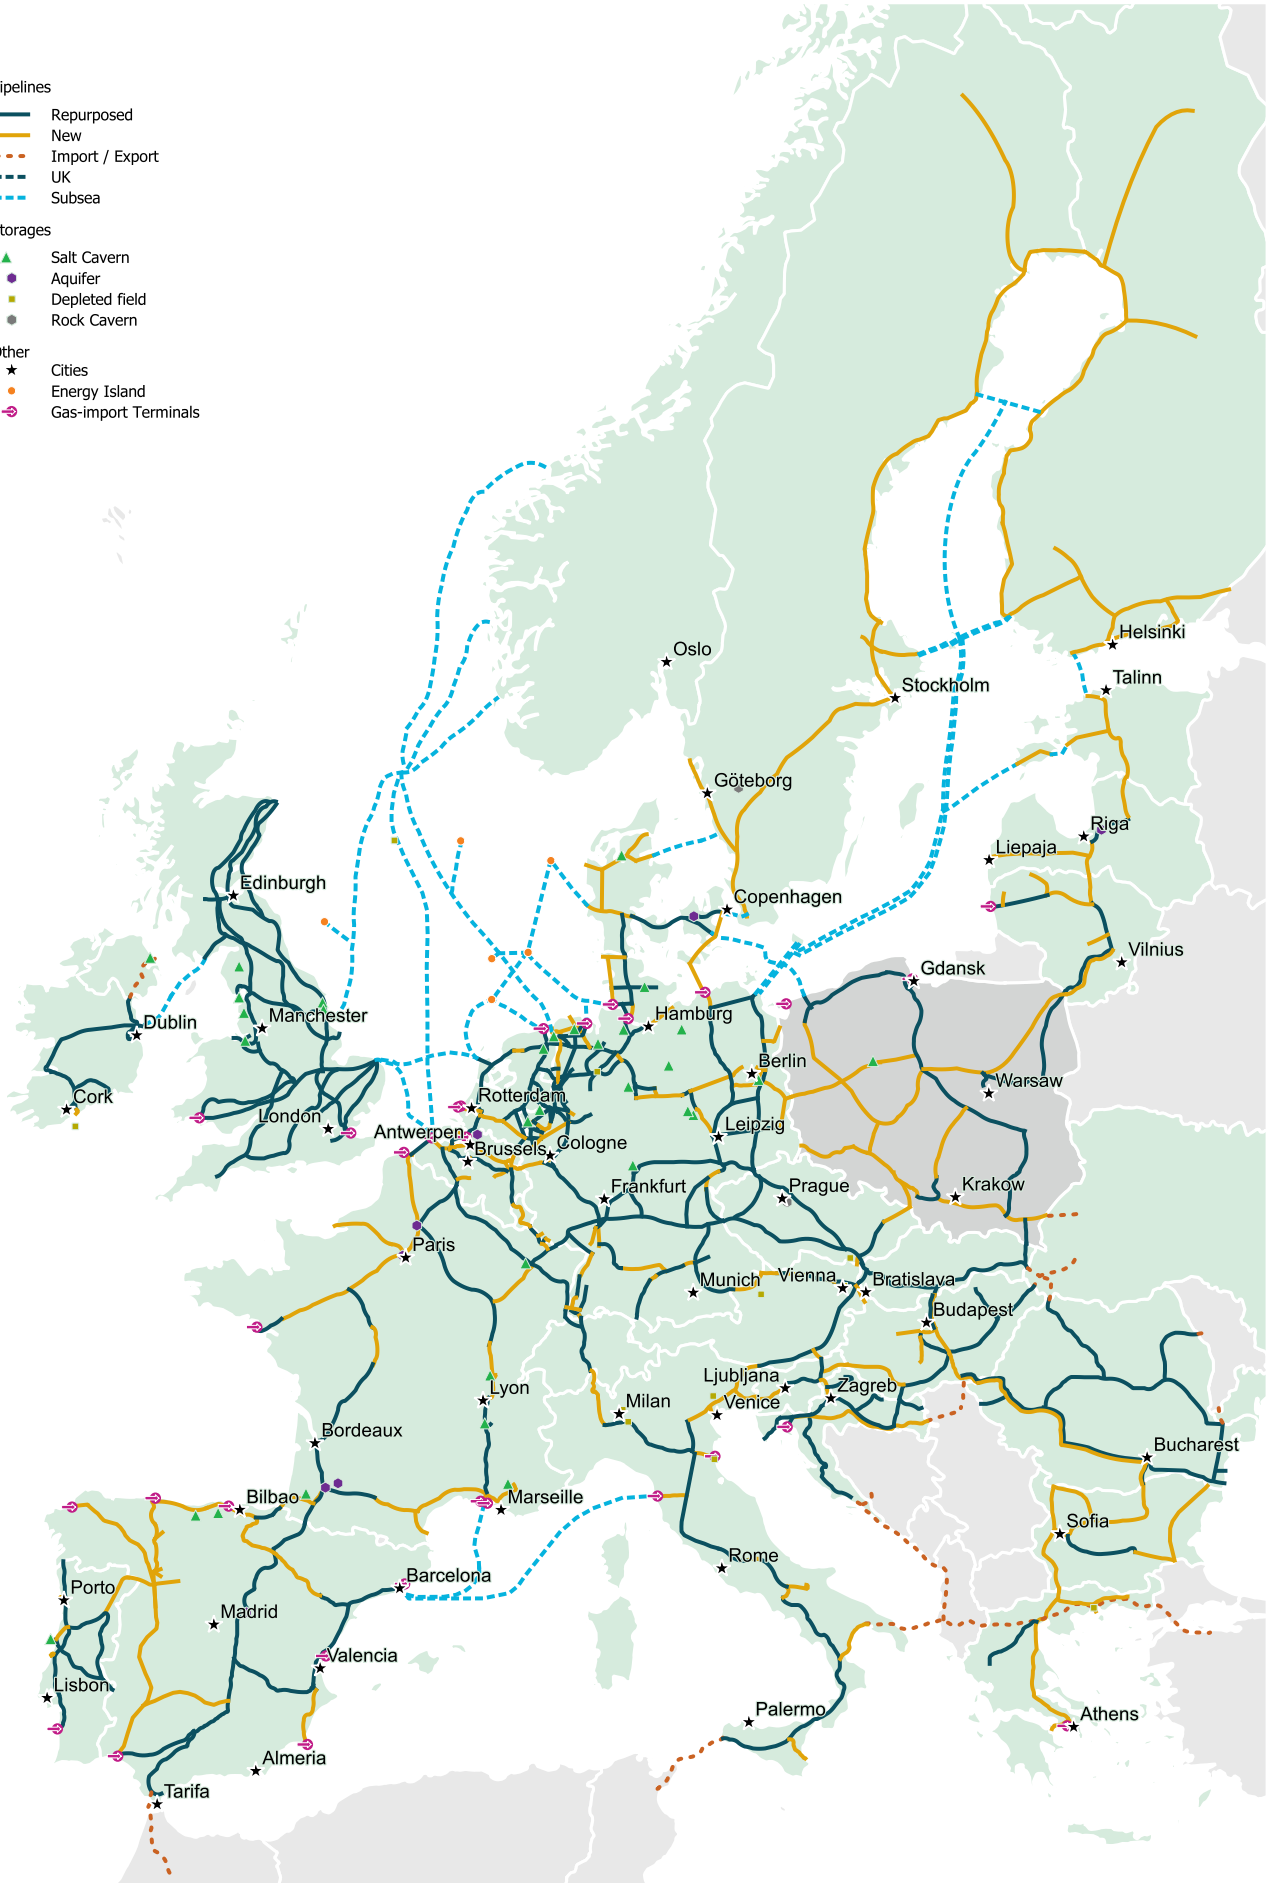 ipelines
Repurposed
New
Import / Export
UK
Subsea
torages
Salt Cavern
Aquifer
Depleted field
Rock Cavern
Other
Cities
Energy Island
Gas-import Terminals
Oslo
Helsinki
Talinn
Stockholm
Göteborg
Riga
Liepaja
Edinburgh
Copenhagen
Vilnius
Gdansk
Dublin
Manchester
Hamburg
Berlin
Warsaw
Cork
London
Rotterdam
Antwerpen
Brussels
Cologne
Leipzig
Frankfurt
Prague
Krakow
Paris
Munich
Vienna
Bratislava
Budapest
Ljubljana
Zagreb
Lyon
Milan
Venice
Bordeaux
Bucharest
Bilbao
Marseille
Sofia
Rome
Barcelona
Porto
Madrid
Valencia
Lisbon
Palermo
Athens
Almeria
Tarifa